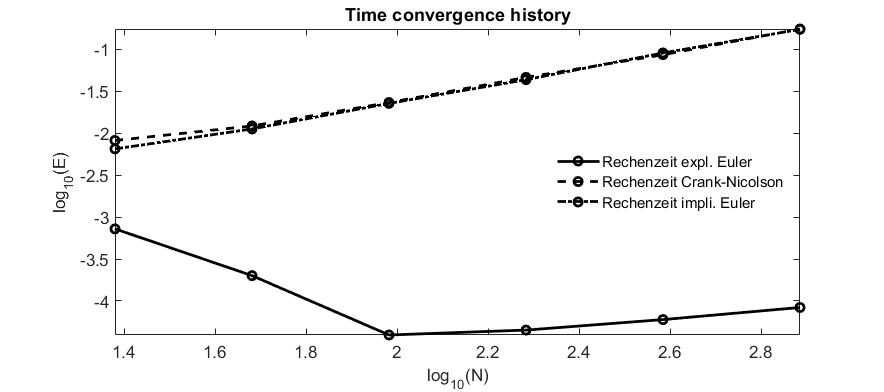 Time convergence history
-1
-1.5
-2
-2.5
-3
-3.5
-4
log10(E)
Rechenzeit expl. Euler
Rechenzeit Crank-Nicolson
Rechenzeit impli. Euler
1.4 1.6 1.8 2 2.2 2.4 2.6 2.8
log10(N)